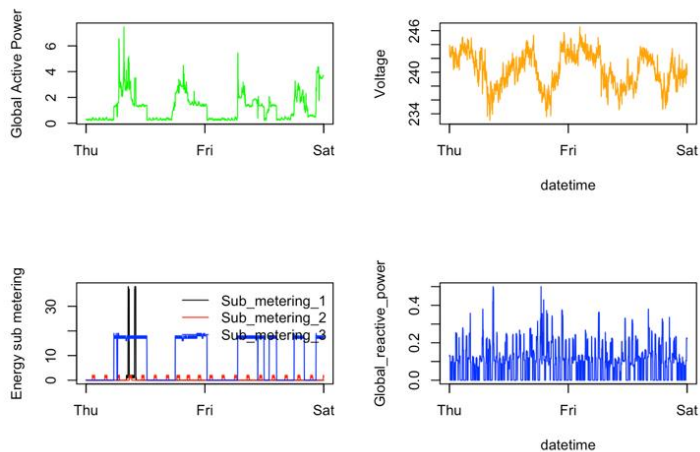 Global Active Power
6
4
2
0
Thu
Fri
Sat
Voltage
246
240
234
Thu
Fri
Sat
datetime
Energy sub metering
30
10
0
Sub_metering_1
Sub_metering_2
Sub_metering_3
Thu
Fri
Sat
Global_reactive_power
0.4
0.2
0.0
Thu
Fri
Sat
datetime